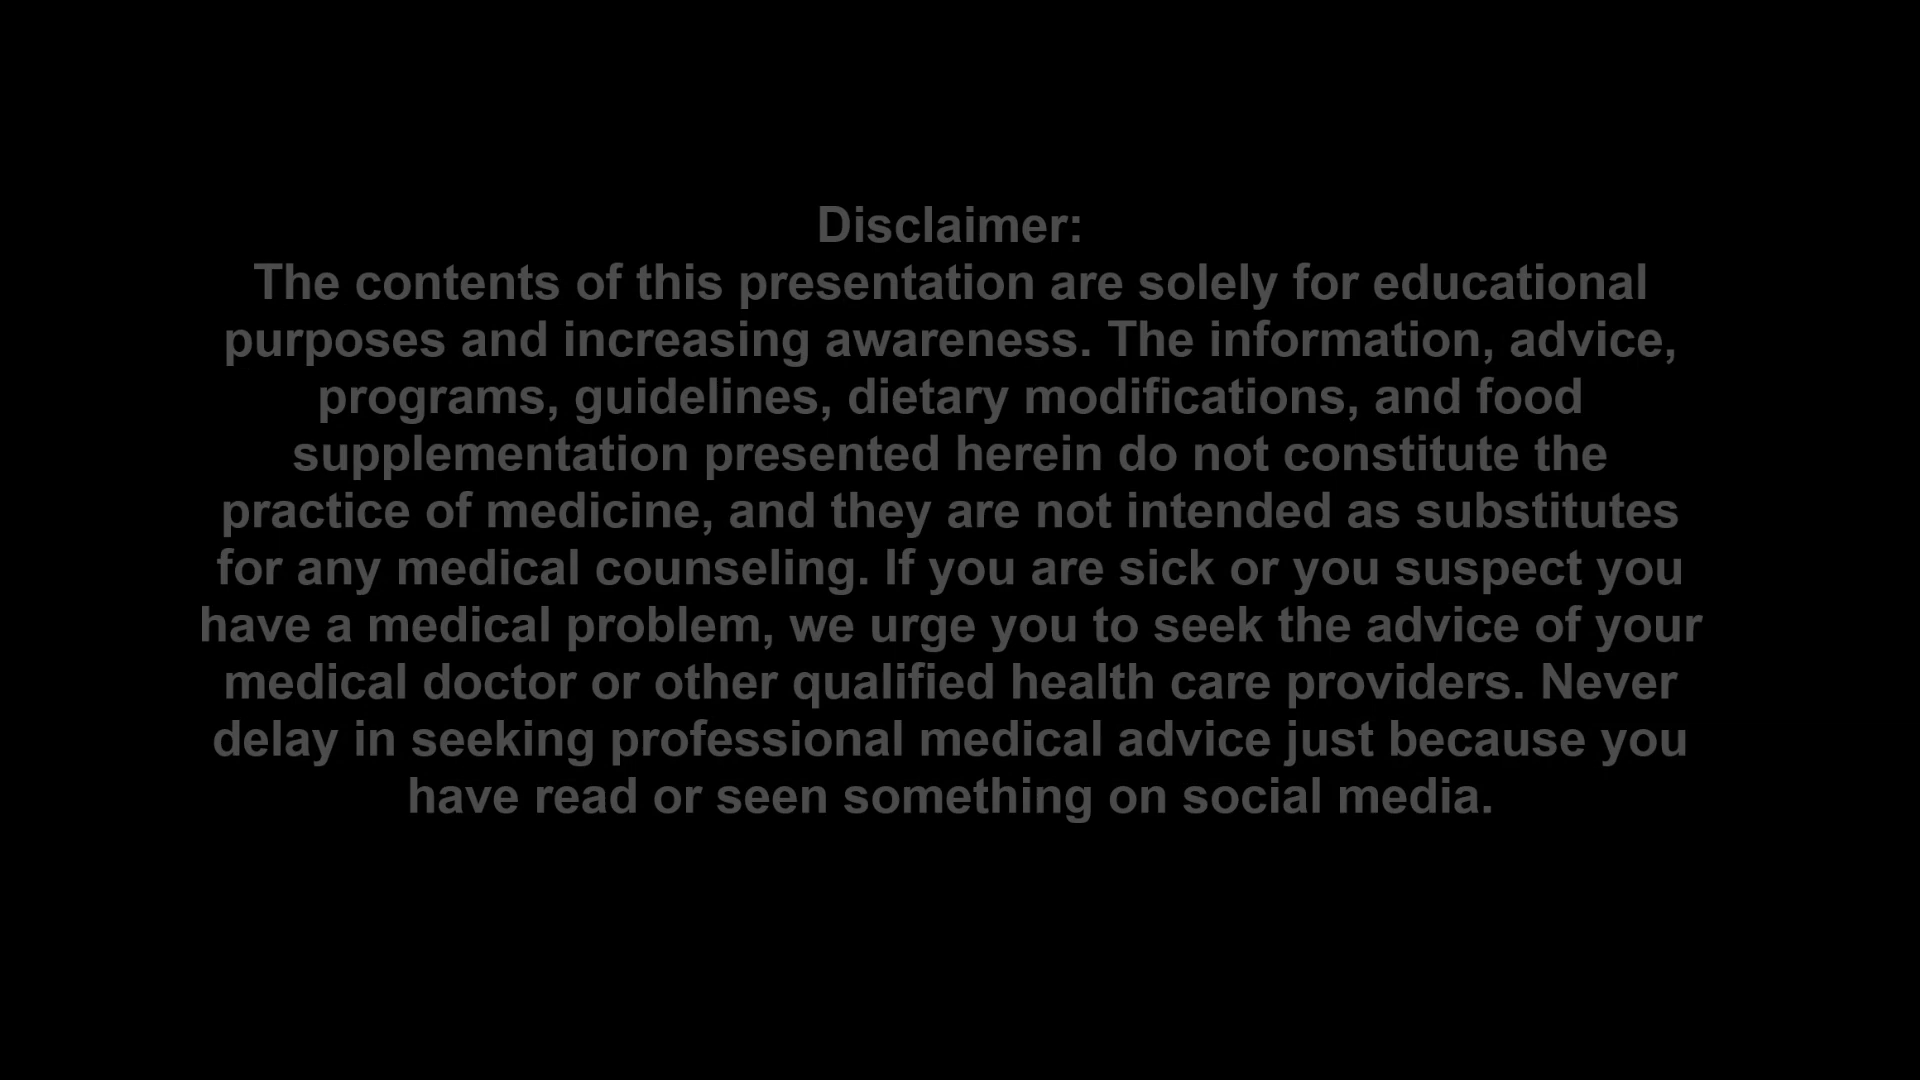 Disclaimer:
The contents of this presentation are solely for educational
purposes and increasing awareness. The information, advice,
programs, guidelines, dietary modifications, and food
supplementation presented herein do not constitute the
practice of medicine, and they are not intended as substitutes
for any medical counseling. If you are sick or you suspect you
have a medical problem, we urge you to seek the advice of your
medical doctor or other qualified health care providers. Never
delay in seeking professional medical advice just because you
have read or seen something on social media.